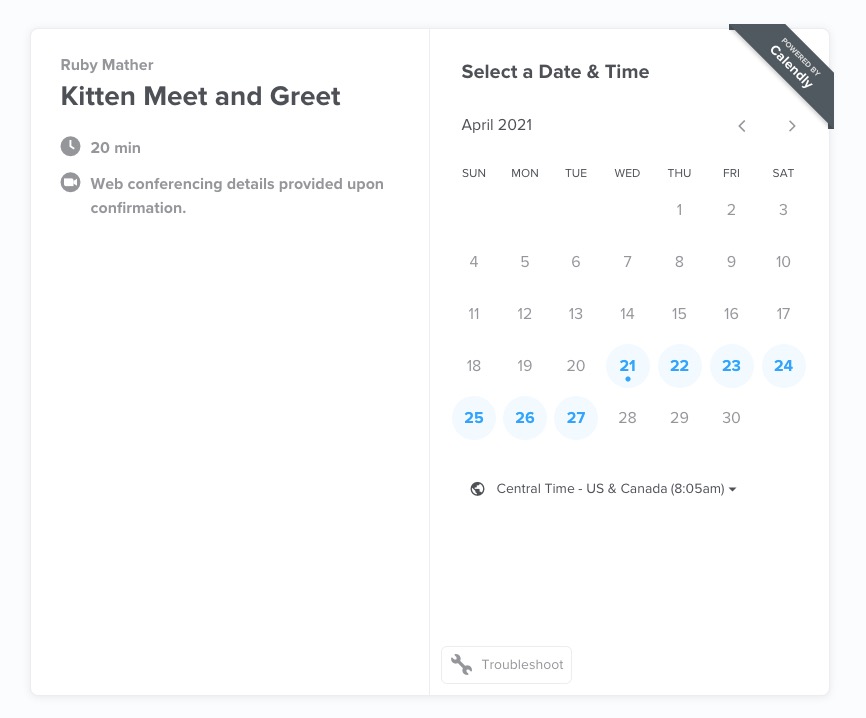 Ruby Mather
Kitten Meet and Greet
20 min
Web conferencing details provided upon
confirmation.
POWERED BY
Calendly
Select a Date & Time
April 2021
SUN MON TUE WED THU FRI SAT
1 2 3
4 5 6 7 8 9 10
11 12 13 14 15 16 17
18 19 20 21 22 23 24
25 26 27 28 29 30
Central Time - US & Canada (8:05am)
Troubleshoot